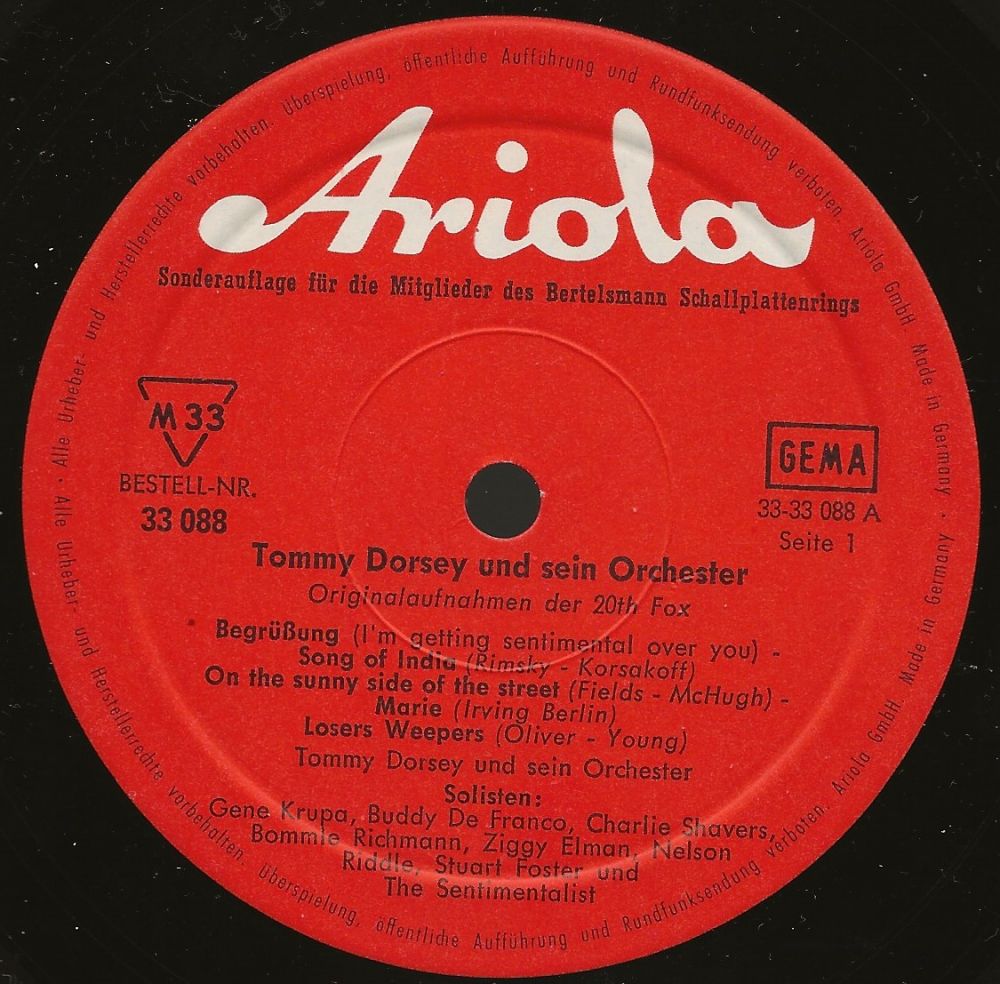 Alle Urheber- und Herstellerrechte vorbehalten. Überspielung, öffentliche Aufführung und Rundfunksendung verboten. Ariola GmbH Made in Germany ·
Ariola
Sonderauflage für die Mitglieder des Bertelsmann Schallplattenrings
M 33
BESTELL-NR.
33 088
GEMA
33-33 088 A
Seite 1
Tommy Dorsey und sein Orchester
Originalaufnahmen der 20th Fox
Begrüßung (I'm getting sentimental over you) -
Song of India (Rimsky - Korsakoff)
On the sunny side of the street (Fields - McHugh) -
Marie (Irving Berlin)
Losers Weepers (Oliver - Young)
Tommy Dorsey und sein Orchester
Solisten:
Gene Krupa, Buddy De Franco, Charlie Shavers,
Bommie Richmann, Ziggy Elman, Nelson
Riddle, Stuart Foster und
The Sentimentalist
· Alle Urheber- und Herstellerrechte vorbehalten. Überspielung, öffentliche Aufführung und Rundfunksendung verboten. Ariola GmbH. Made in Germany ·